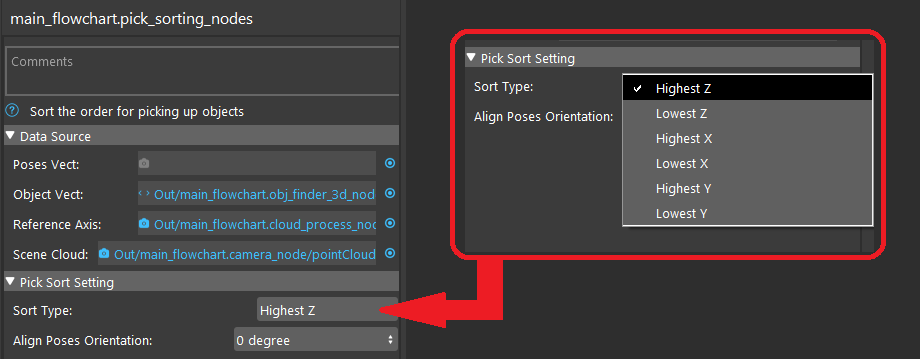 main_flowchart.pick_sorting_nodes
Comments
Sort the order for picking up objects
Data Source
Poses Vect:
Object Vect: Out/main_flowchart.obj_finder_3d_nod
Reference Axis: Out/main_flowchart.cloud_process_noc
Scene Cloud: Out/main_flowchart.camera_node/pointCloud
Pick Sort Setting
Sort Type: Highest Z
Align Poses Orientation: 0 degree
Pick Sort Setting
Sort Type:
Align Poses Orientation:
✓ Highest Z
Lowest Z
Highest X
Lowest X
Highest Y
Lowest Y